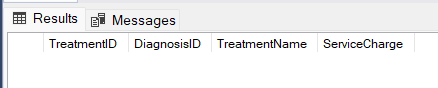 Results Messages
TreatmentID DiagnosisID TreatmentName ServiceCharge